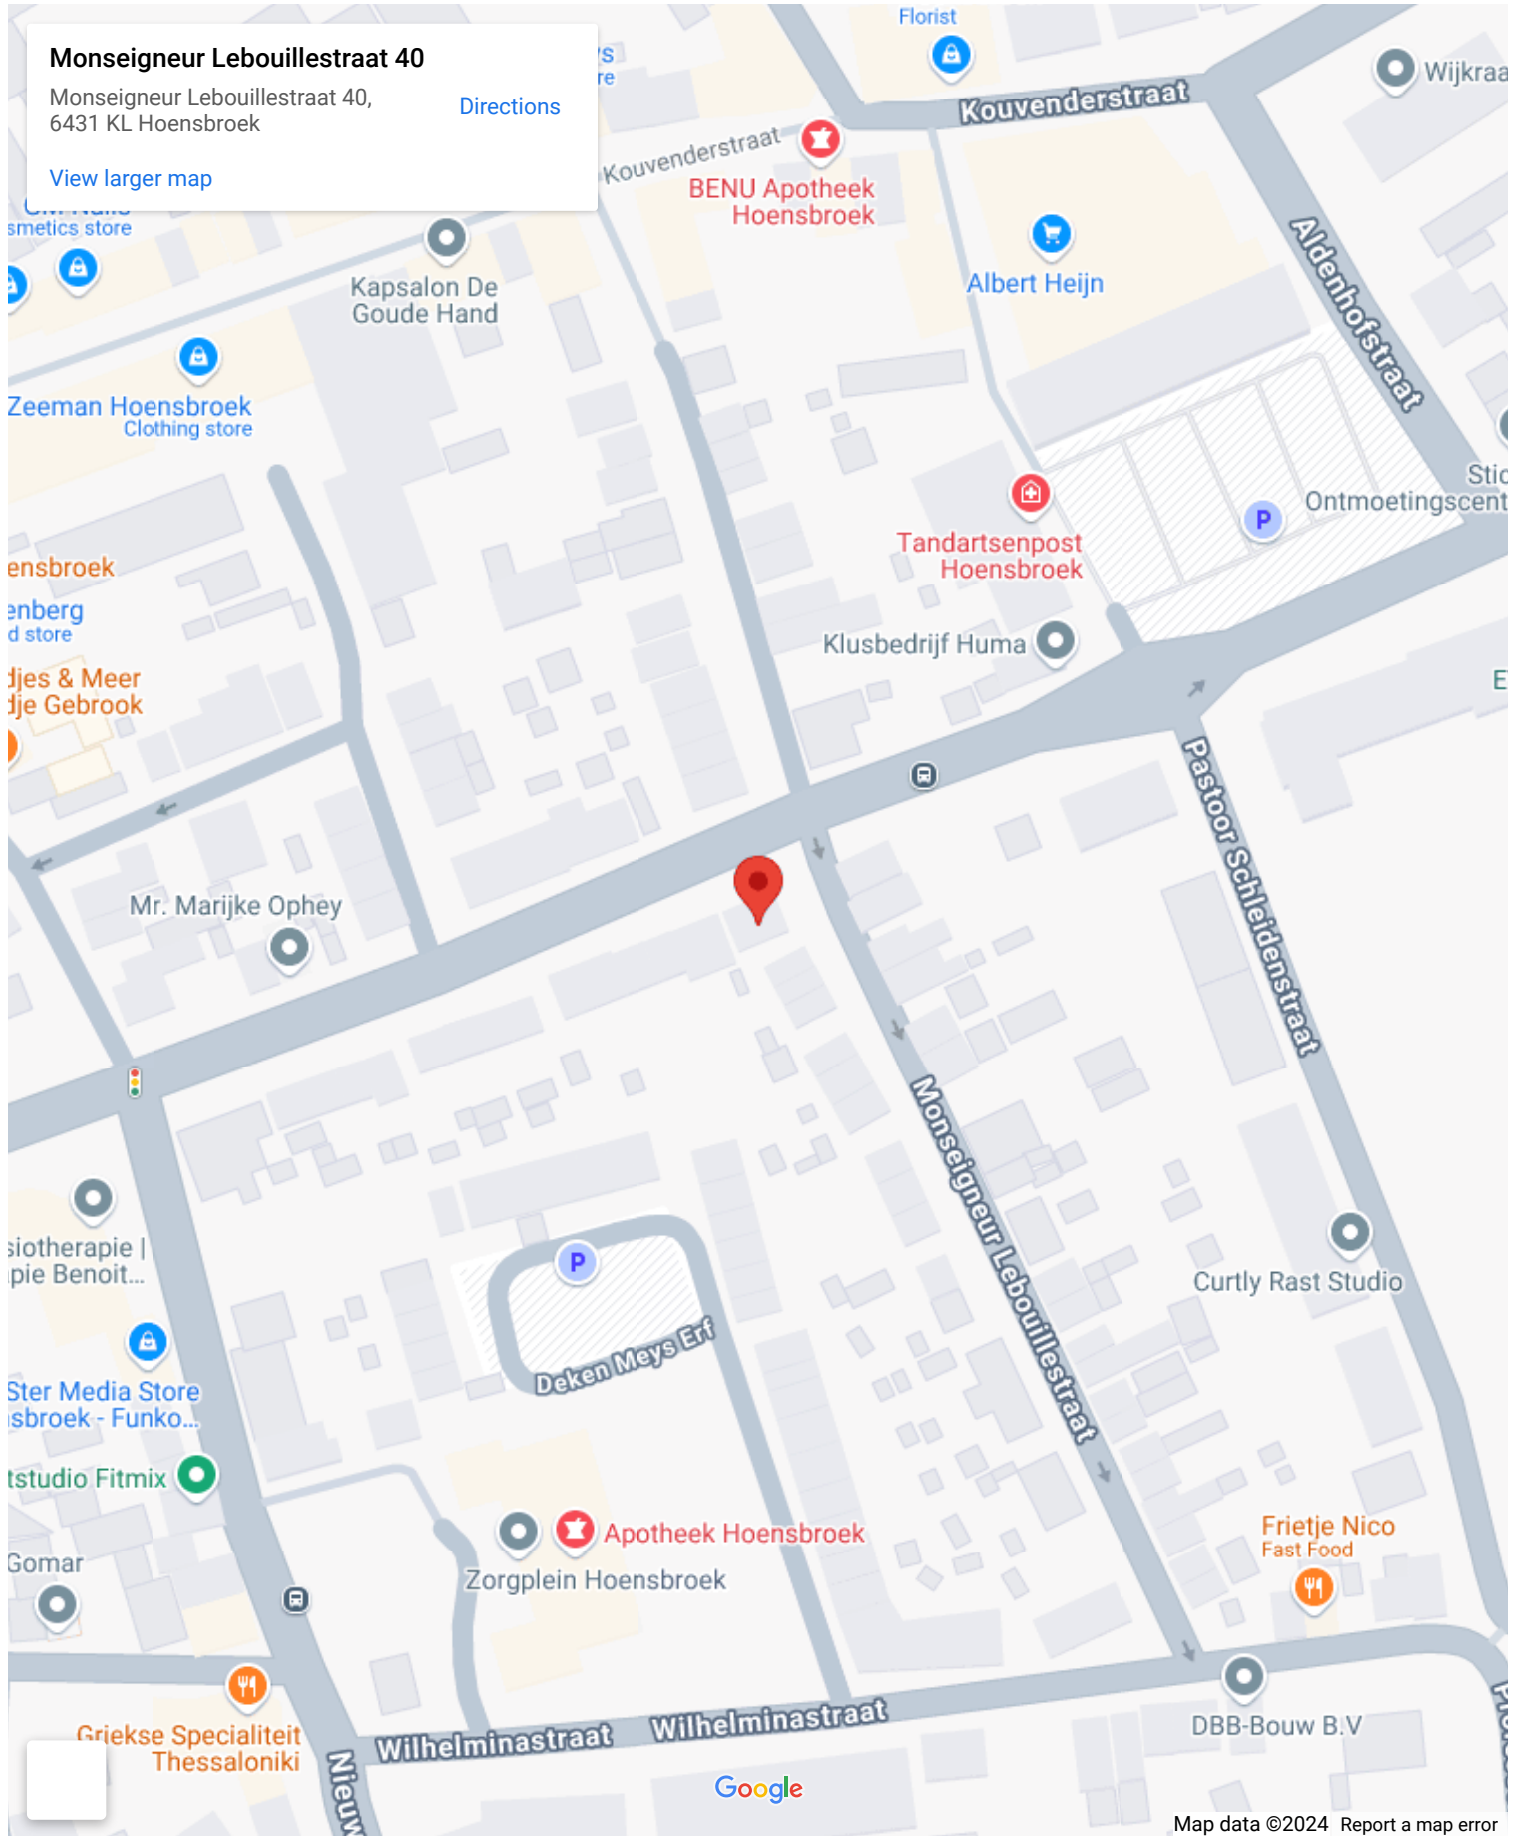 Monseigneur Lebouillestraat 40
Monseigneur Lebouillestraat 40,
6431 KL Hoensbroek
Directions
View larger map
Florist
Wijkraa
Kouvenderstraat
Kouvenderstraat
BENU Apotheek
Hoensbroek
smetics store
Albert Heijn
Aldenhofstraat
Kapsalon De
Goude Hand
Zeeman Hoensbroek
Clothing store
Stic
Ontmoetingscent
P
Tandartsenpost
Hoensbroek
ensbroek
enberg
d store
Klusbedrijf Huma
djes & Meer
dje Gebrook
E
Pastoor Schleidenstraat
Mr. Marijke Ophey
Monseigneur Lebouillestraat
siotherapie |
apie Benoit...
P
Curtly Rast Studio
Deken Meys Erf
Ster Media Store
nsbroek - Funko...
tstudio Fitmix
Apotheek Hoensbroek
Zorgplein Hoensbroek
Frietje Nico
Fast Food
Gomar
Griekse Specialiteit
Thessaloniki
Wilhelminastraat
Wilhelminastraat
DBB-Bouw B.V
Nieuw
Google
Map data ©2024
Report a map error